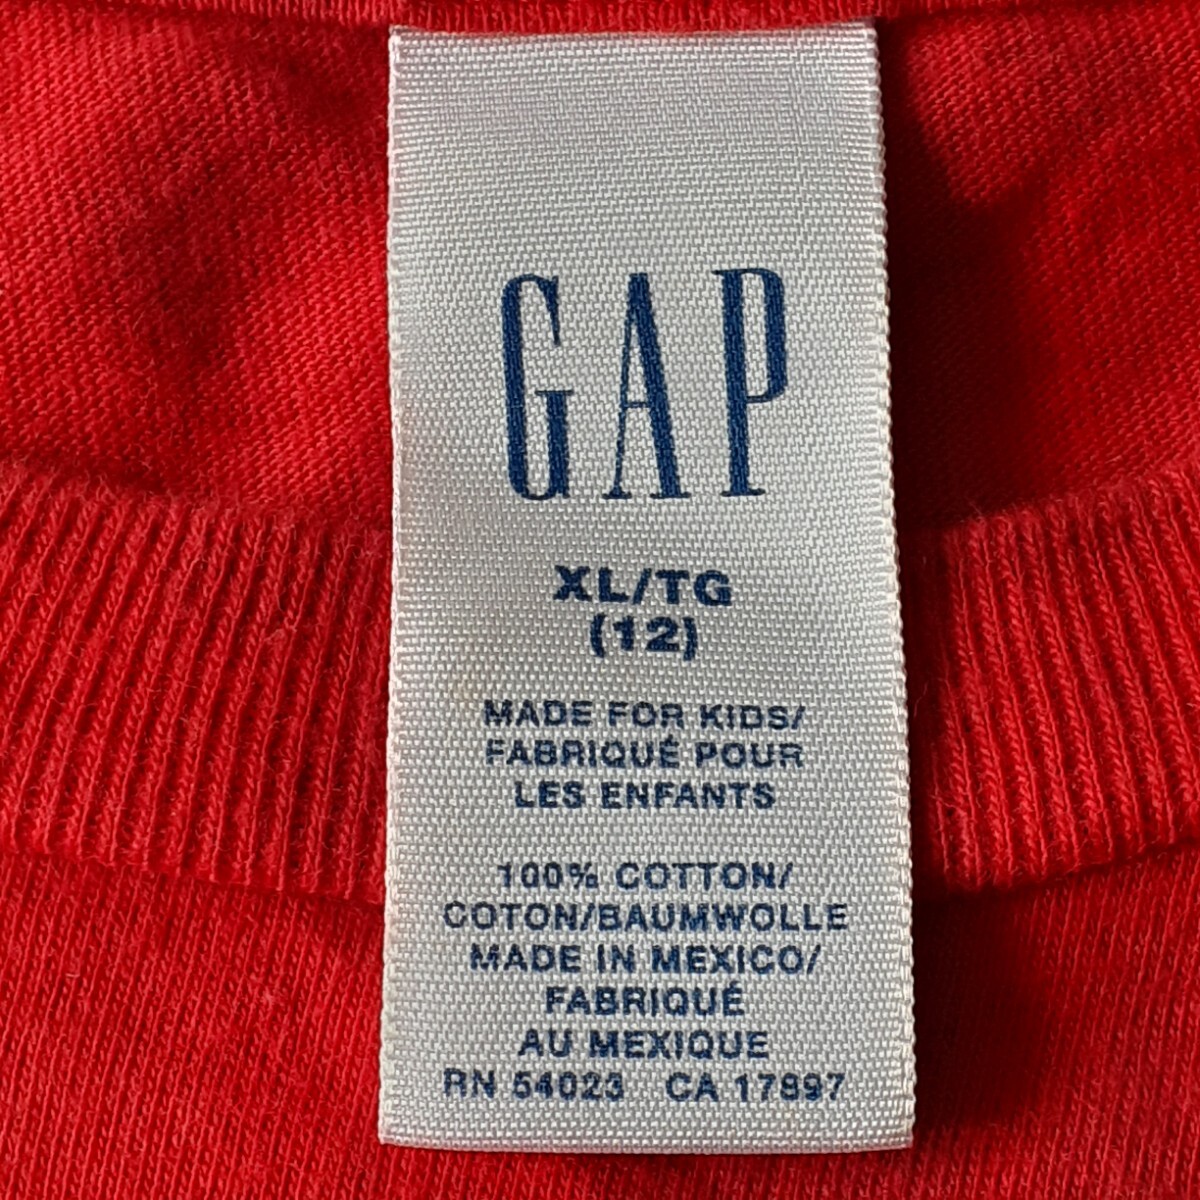 GAP
XL/TG
(12)
MADE FOR KIDS/
FABRIQUÉ POUR
LES ENFANTS
100% COTTON/
COTON/BAUMWOLLE
MADE IN MEXICO/
FABRIQUÉ
AU MEXIQUE
RN 54023 CA 17897